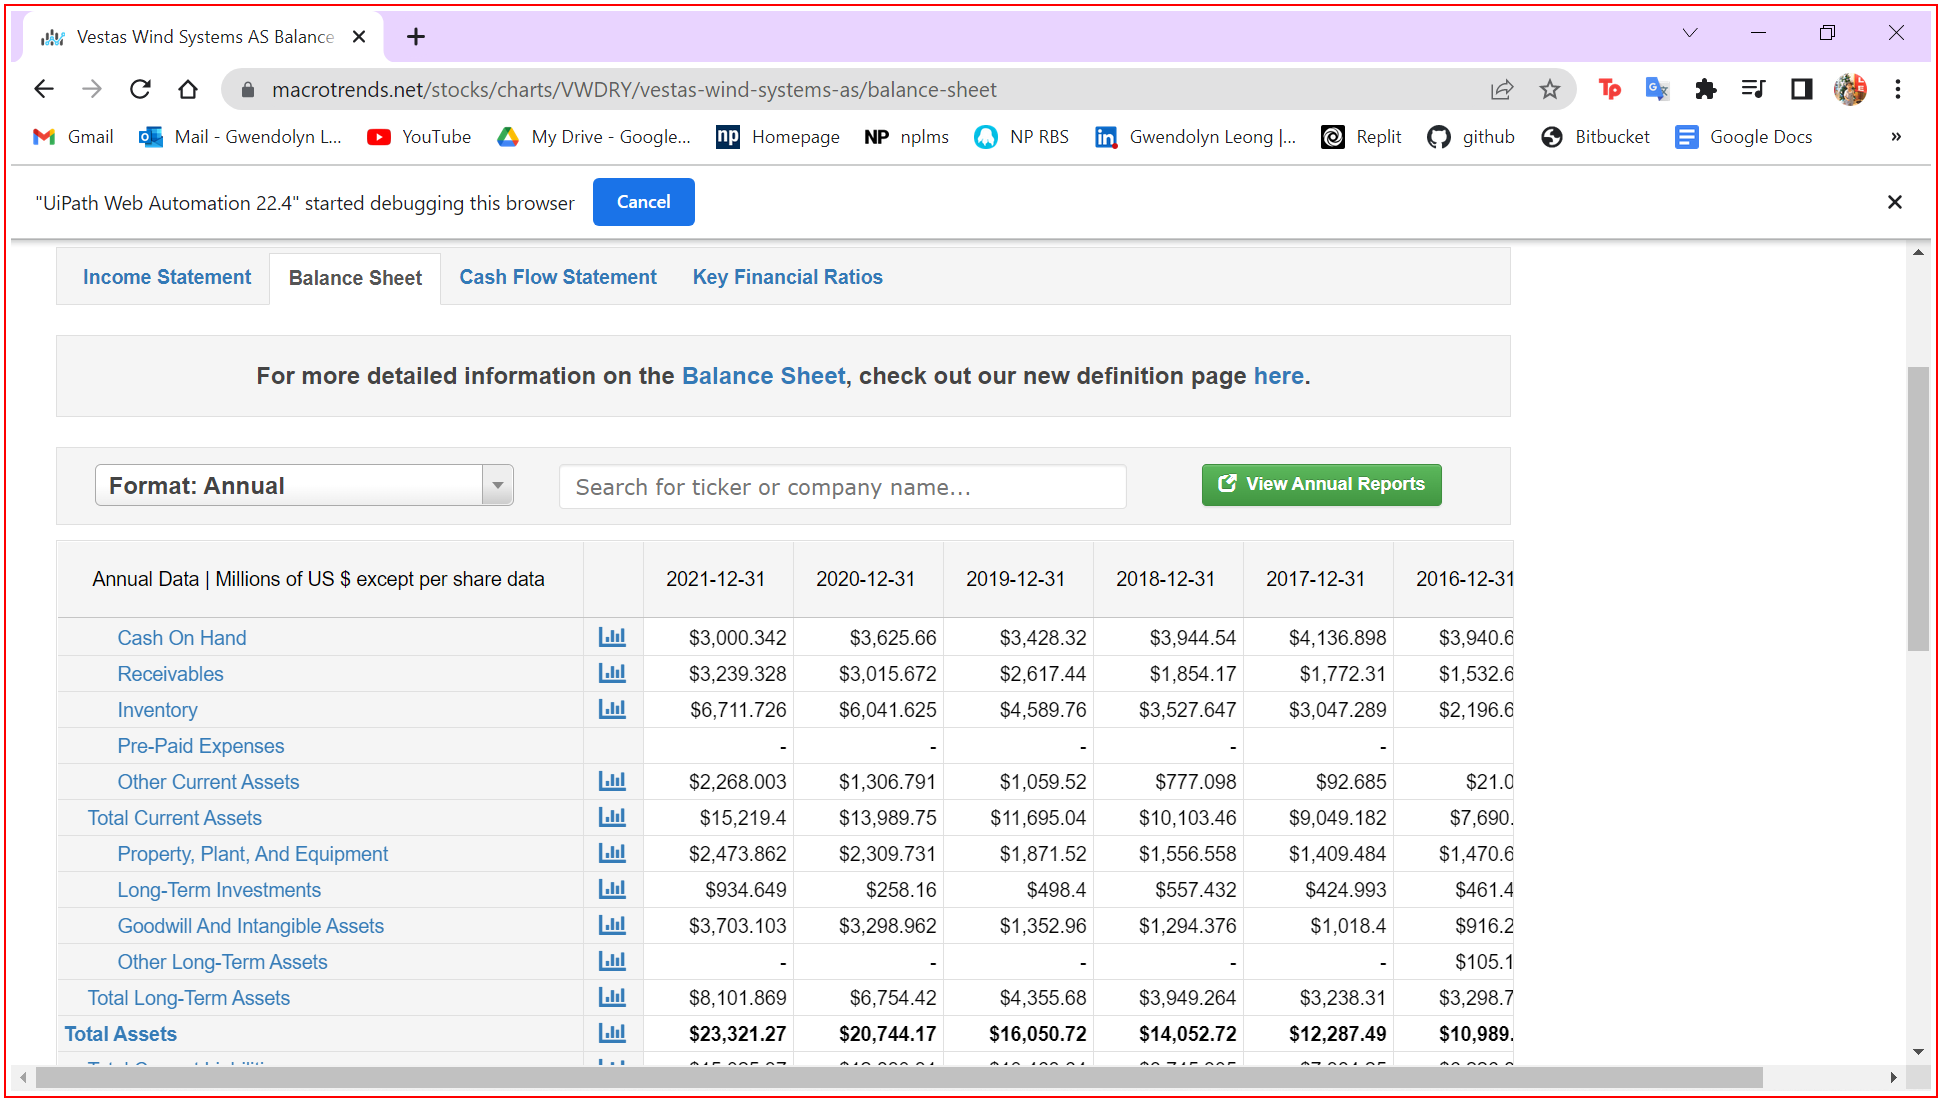 Vestas Wind Systems AS Balance
macrotrends.net/stocks/charts/VWDRY/vestas-wind-systems-as/balance-sheet
Gmail Mail - Gwendolyn L... YouTube My Drive - Google... Homepage nplms NP RBS Gwendolyn Leong |... Replit github Bitbucket Google Docs »
"UiPath Web Automation 22.4" started debugging this browser Cancel
Income Statement Balance Sheet Cash Flow Statement Key Financial Ratios
For more detailed information on the Balance Sheet, check out our new definition page here.
Format: Annual Search for ticker or company name... View Annual Reports
Annual Data | Millions of US $ except per share data 2021-12-31 2020-12-31 2019-12-31 2018-12-31 2017-12-31 2016-12-31
Cash On Hand $3,000.342 $3,625.66 $3,428.32 $3,944.54 $4,136.898 $3,940.6
Receivables $3,239.328 $3,015.672 $2,617.44 $1,854.17 $1,772.31 $1,532.6
Inventory $6,711.726 $6,041.625 $4,589.76 $3,527.647 $3,047.289 $2,196.6
Pre-Paid Expenses - - - - -
Other Current Assets $2,268.003 $1,306.791 $1,059.52 $777.098 $92.685 $21.0
Total Current Assets $15,219.4 $13,989.75 $11,695.04 $10,103.46 $9,049.182 $7,690.
Property, Plant, And Equipment $2,473.862 $2,309.731 $1,871.52 $1,556.558 $1,409.484 $1,470.6
Long-Term Investments $934.649 $258.16 $498.4 $557.432 $424.993 $461.4
Goodwill And Intangible Assets $3,703.103 $3,298.962 $1,352.96 $1,294.376 $1,018.4 $916.2
Other Long-Term Assets - - - - - $105.1
Total Long-Term Assets $8,101.869 $6,754.42 $4,355.68 $3,949.264 $3,238.31 $3,298.7
Total Assets $23,321.27 $20,744.17 $16,050.72 $14,052.72 $12,287.49 $10,989.